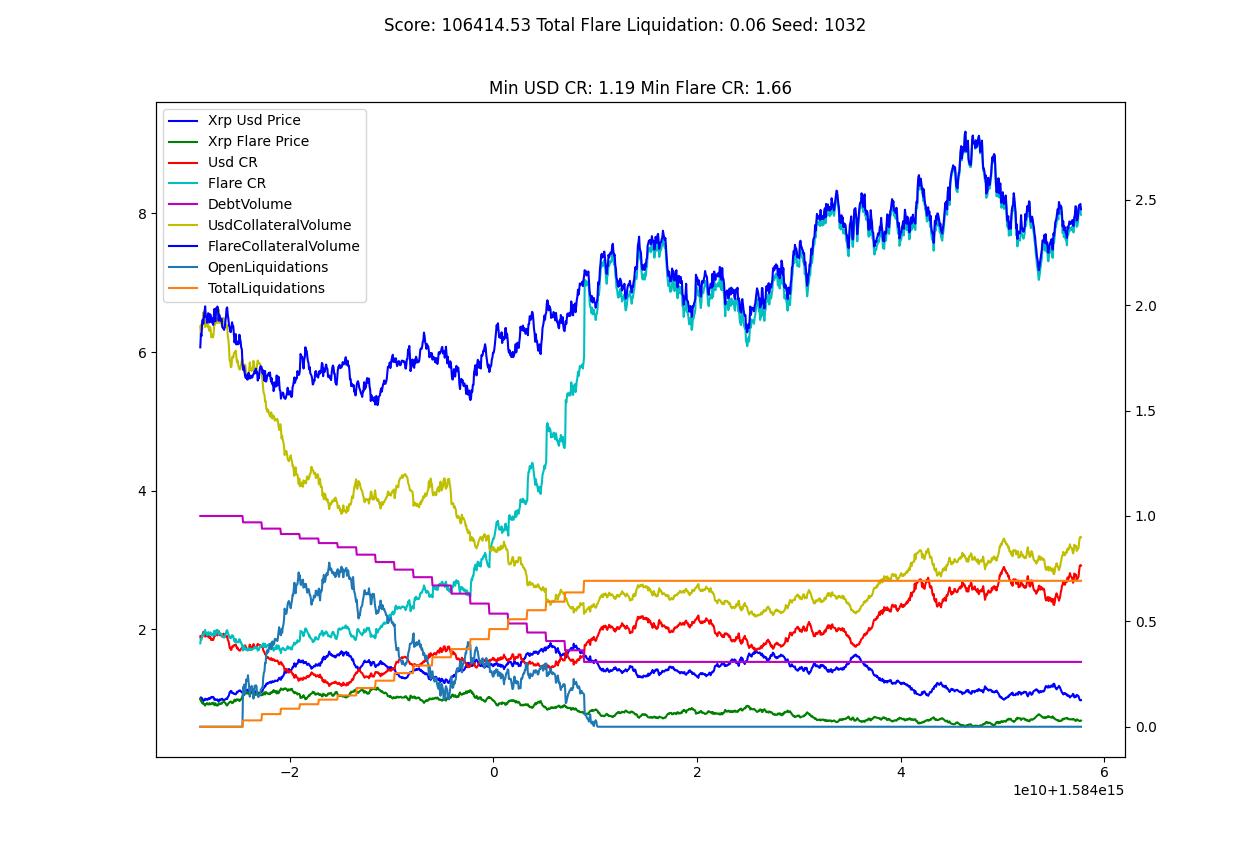 Score: 106414.53 Total Flare Liquidation: 0.06 Seed: 1032
Min USD CR: 1.19 Min Flare CR: 1.66
Xrp Usd Price
Xrp Flare Price
Usd CR
Flare CR
DebtVolume
UsdCollateralVolume
FlareCollateralVolume
OpenLiquidations
TotalLiquidations
8
6
4
2
2.5
2.0
1.5
1.0
0.5
0.0
−2 0 2 4 6
1e10+1.584e15